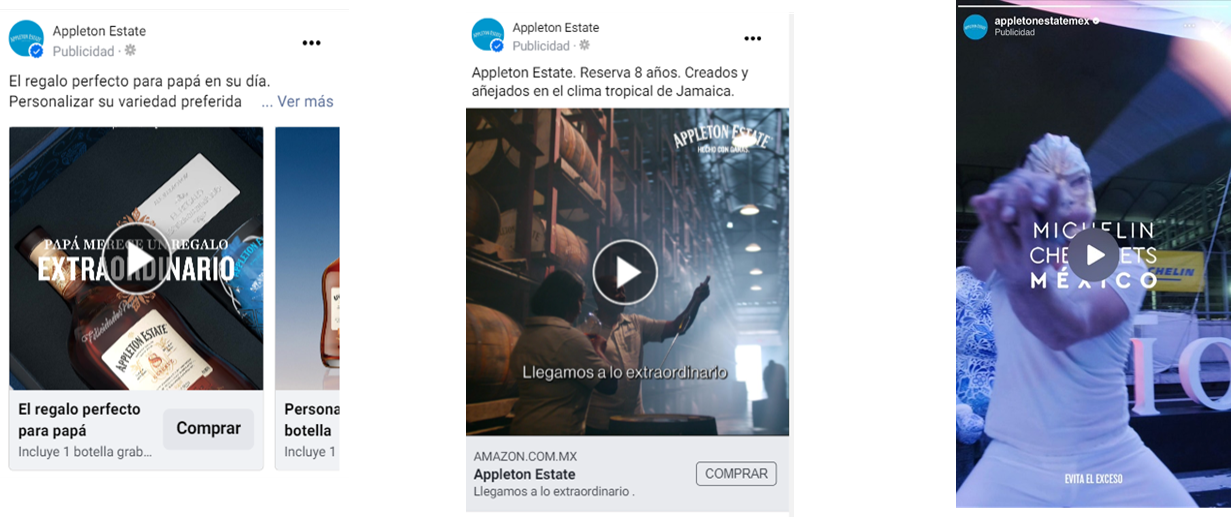 Appleton Estate
Publicidad ·
El regalo perfecto para papá en su día.
Personalizar su variedad preferida ... Ver más
PAPÁ MERECE UN REGALO
EXTRAORDINARIO
Felicidades
APPLETON ESTATE
El regalo perfecto
para papá
Incluye 1 botella grab...
Comprar
Persona
botella
Incluye 1
Appleton Estate
Publicidad ·
Appleton Estate. Reserva 8 años. Creados y
añejados en el clima tropical de Jamaica.
APPLETON ESTATE
HECHO CON GANAS.
Llegamos a lo extraordinario
AMAZON.COM.MX
Appleton Estate
Llegamos a lo extraordinario .
COMPRAR
appletonestatemex
Publicidad
MICHELIN
MÉXICO
CHELIN
EVITA EL EXCESO